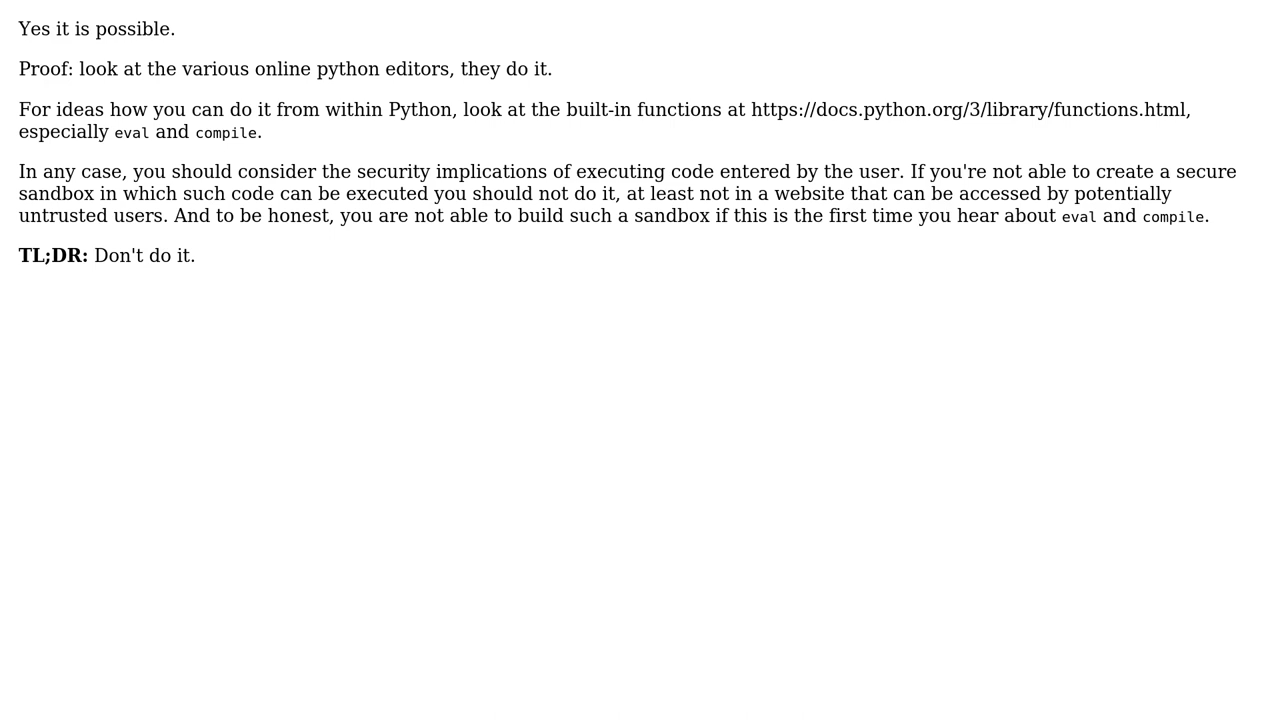 Yes it is possible.
Proof: look at the various online python editors, they do it.
For ideas how you can do it from within Python, look at the built-in functions at https://docs.python.org/3/library/functions.html,
especially eval and compile.
In any case, you should consider the security implications of executing code entered by the user. If you're not able to create a secure
sandbox in which such code can be executed you should not do it, at least not in a website that can be accessed by potentially
untrusted users. And to be honest, you are not able to build such a sandbox if this is the first time you hear about eval and compile.
TL;DR: Don't do it.